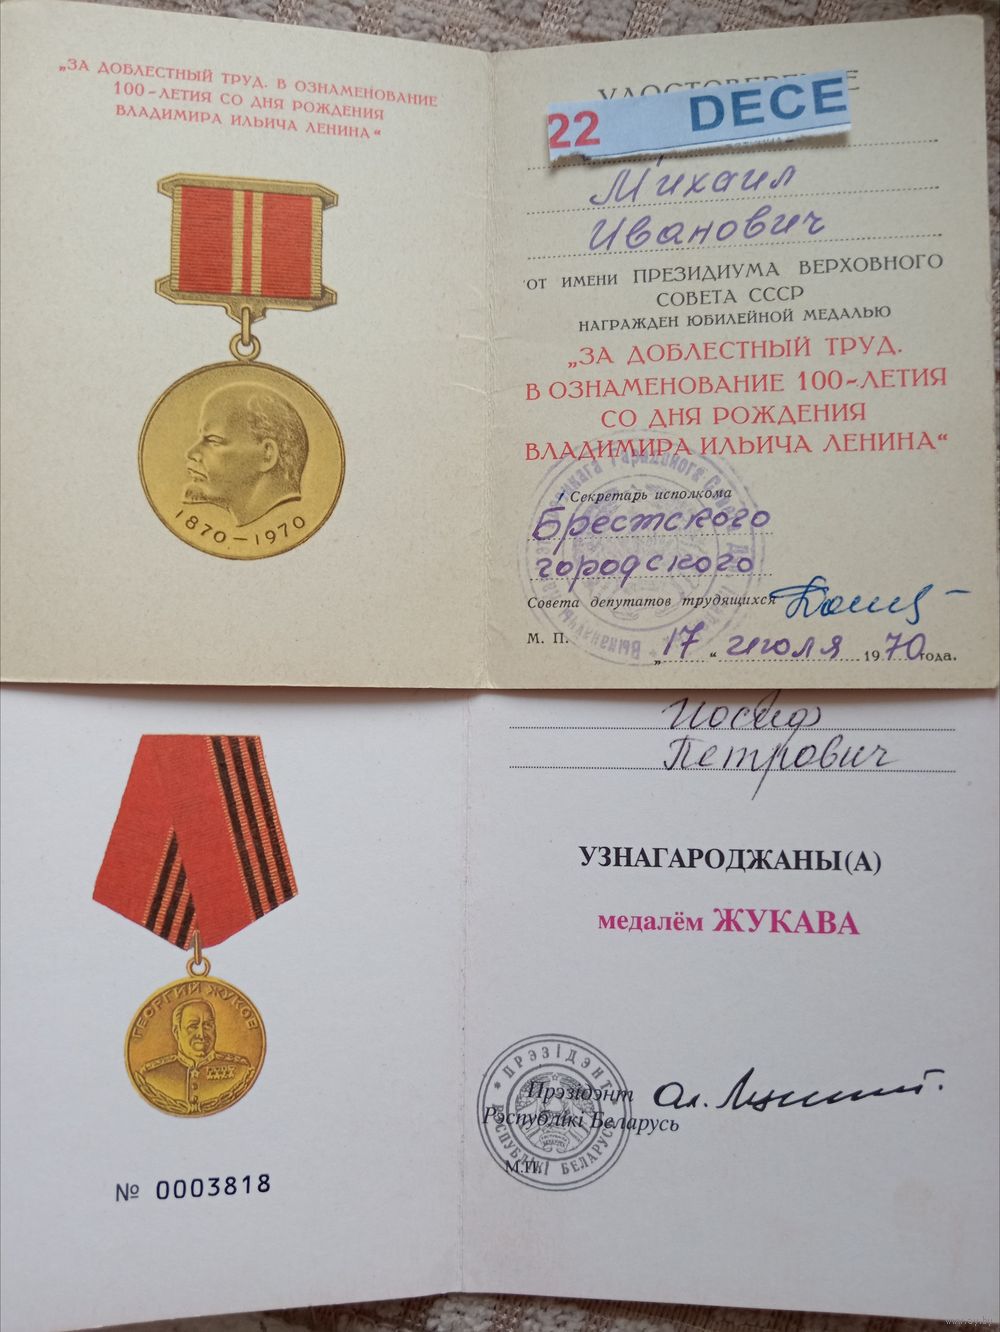 „ЗА ДОБЛЕСТНЫЙ ТРУД. В ОЗНАМЕНОВАНИЕ
100-ЛЕТИЯ СО ДНЯ РОЖДЕНИЯ
ВЛАДИМИРА ИЛЬИЧА ЛЕНИНА“
1870-1970
22 DECE
Михаил
Иванович
ОТ ИМЕНИ ПРЕЗИДИУМА ВЕРХОВНОГО
СОВЕТА СССР
НАГРАЖДЕН ЮБИЛЕЙНОЙ МЕДАЛЬЮ
„ЗА ДОБЛЕСТНЫЙ ТРУД.
В ОЗНАМЕНОВАНИЕ 100-ЛЕТИЯ
СО ДНЯ РОЖДЕНИЯ
ВЛАДИМИРА ИЛЬИЧА ЛЕНИНА“
Секретарь исполкома
Брестского
городского
Совета депутатов трудящихся
М. П.
„17“ июля 1970 года.
ГЕОРГИЙ ЖУКОВ
№ 0003818
Иосиф
Петрович
УЗНАГАРОДЖАНЫ(А)
медалём ЖУКАВА
Прэзідэнт
Рэспублікі Беларусь
М.П.
ПРЭЗІДЭНТ
РЭСПУБЛІКІ БЕЛАРУСЬ